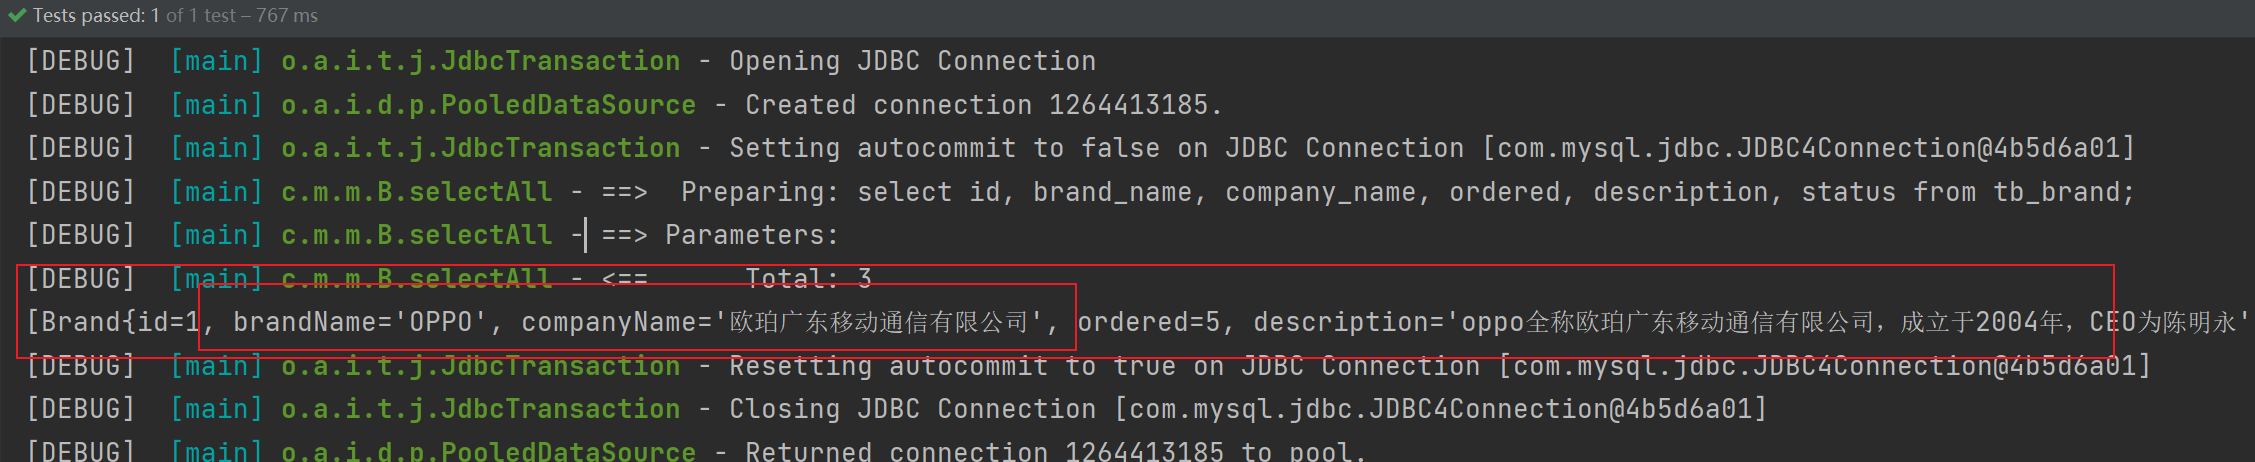 Tests passed: 1 of 1 test – 767 ms
[DEBUG] [main] o.a.i.t.j.JdbcTransaction - Opening JDBC Connection
[DEBUG] [main] o.a.i.d.p.PooledDataSource - Created connection 1264413185.
[DEBUG] [main] o.a.i.t.j.JdbcTransaction - Setting autocommit to false on JDBC Connection [com.mysql.jdbc.JDBC4Connection@4b5d6a01]
[DEBUG] [main] c.m.m.B.selectAll - ==>  Preparing: select id, brand_name, company_name, ordered, description, status from tb_brand;
[DEBUG] [main] c.m.m.B.selectAll - ==> Parameters:
[DEBUG] [main] c.m.m.B.selectAll - <==      Total: 3
[Brand{id=1, brandName='OPPO', companyName='欧珀广东移动通信有限公司', ordered=5, description='oppo全称欧珀广东移动通信有限公司，成立于2004年，CEO为陈明永'
[DEBUG] [main] o.a.i.t.j.JdbcTransaction - Resetting autocommit to true on JDBC Connection [com.mysql.jdbc.JDBC4Connection@4b5d6a01]
[DEBUG] [main] o.a.i.t.j.JdbcTransaction - Closing JDBC Connection [com.mysql.jdbc.JDBC4Connection@4b5d6a01]
[DEBUG] [main] o.a.i.d.p.PooledDataSource - Returned connection 1264413185 to pool.